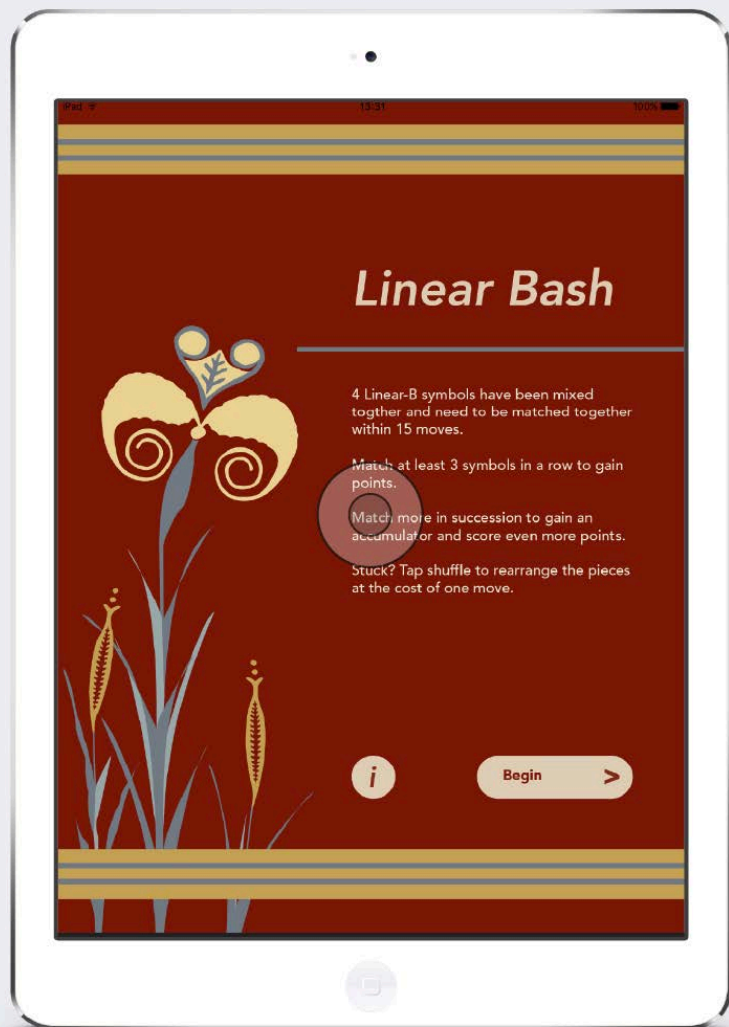 iPad
13:31
100%
Linear Bash
4 Linear-B symbols have been mixed
togther and need to be matched together
within 15 moves.
Match at least 3 symbols in a row to gain
points.
Match more in succession to gain an
accumulator and score even more points.
Stuck? Tap shuffle to rearrange the pieces
at the cost of one move.
i
Begin >